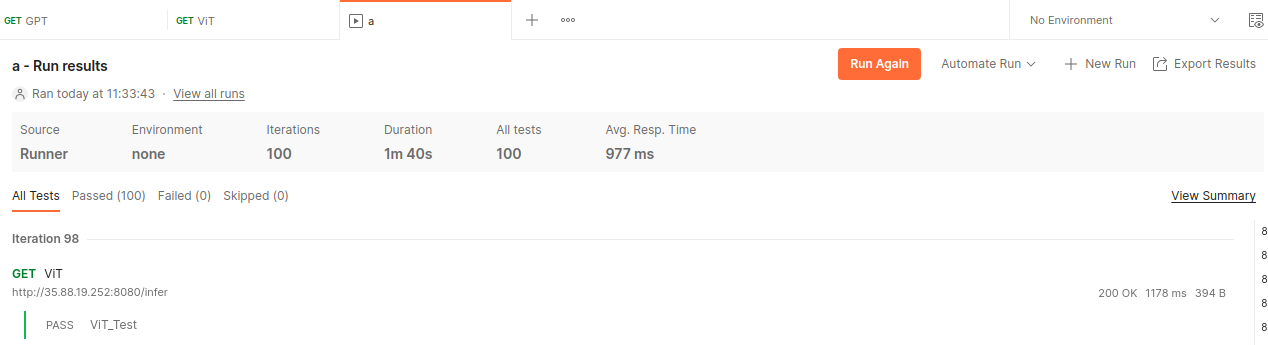 GET GPT GET ViT a No Environment
a - Run results Run Again Automate Run New Run Export Results
Ran today at 11:33:43 · View all runs
Source Environment Iterations Duration All tests Avg. Resp. Time
Runner none 100 1m 40s 100 977 ms
All Tests Passed (100) Failed (0) Skipped (0) View Summary
Iteration 98 8
8
GET ViT 8
http://35.88.19.252:8080/infer 200 OK 1178 ms 394 B 8
PASS ViT_Test 8